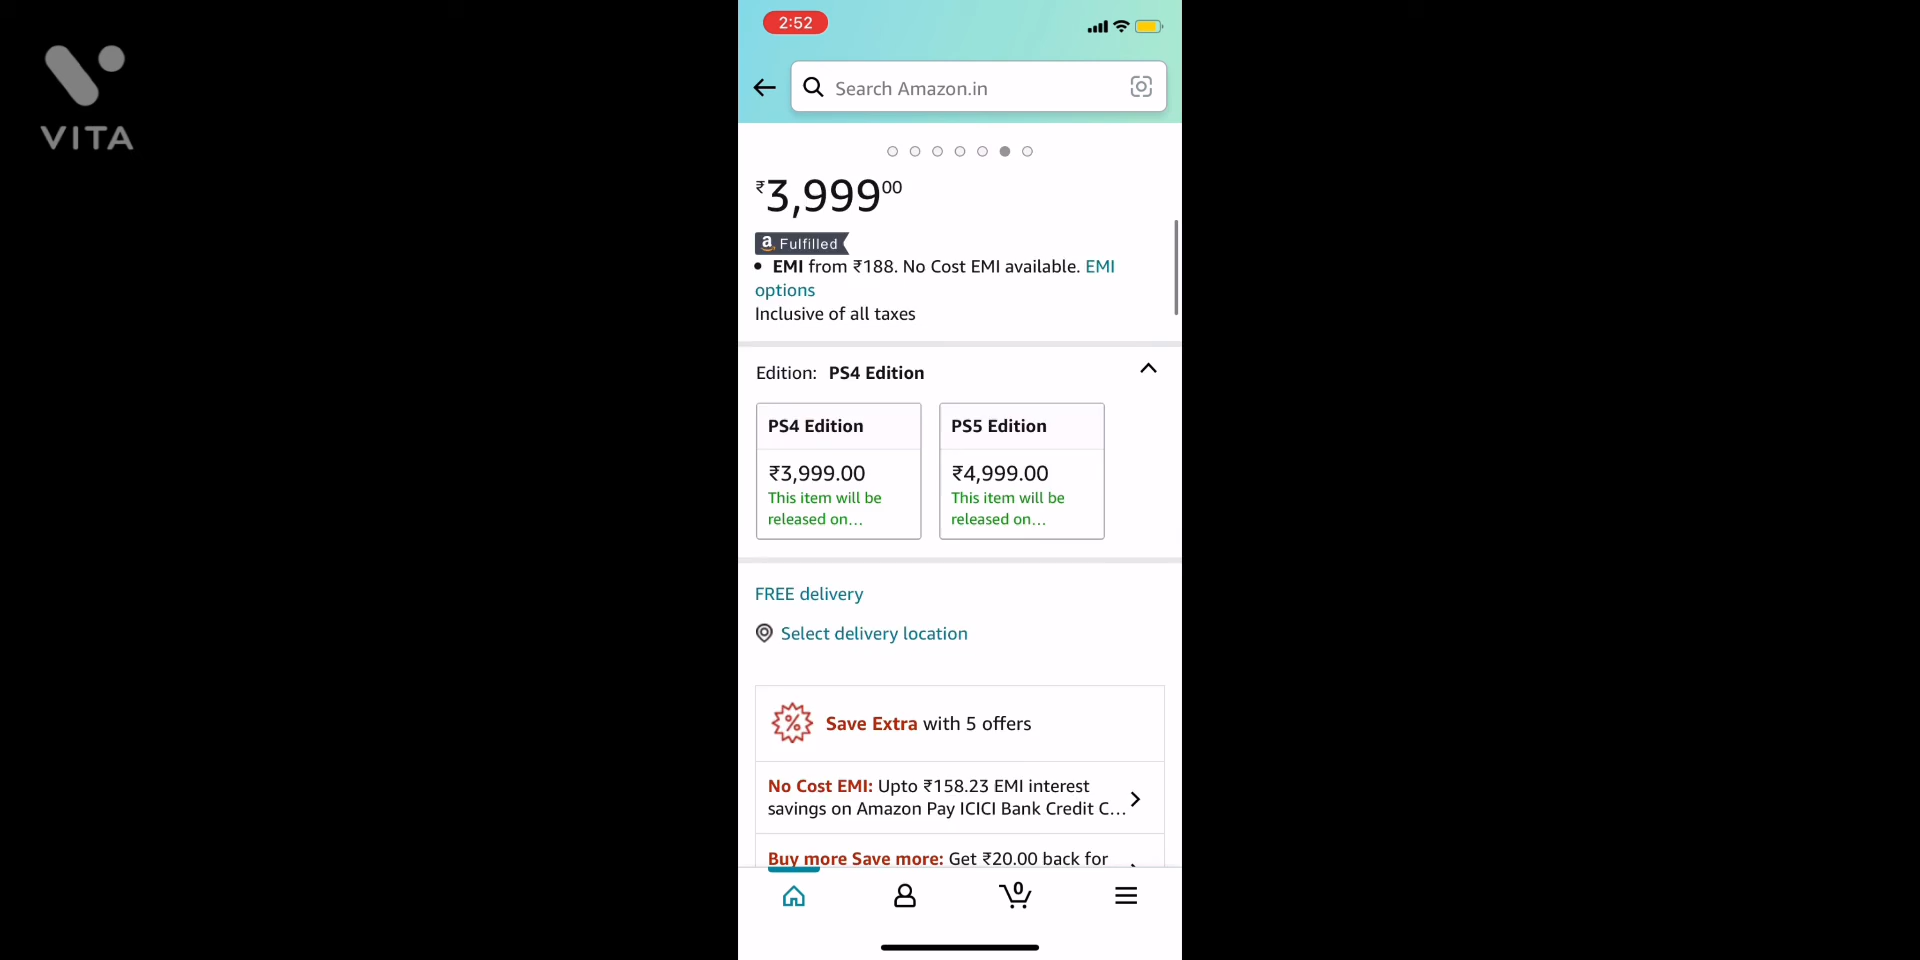 2:52
VITA
Search Amazon.in
₹3,99900
a Fulfilled
• EMI from ₹188. No Cost EMI available. EMI
options
Inclusive of all taxes
Edition: PS4 Edition
PS4 Edition
₹3,999.00
This item will be
released on...
PS5 Edition
₹4,999.00
This item will be
released on...
FREE delivery
Select delivery location
% Save Extra with 5 offers
No Cost EMI: Upto ₹158.23 EMI interest
savings on Amazon Pay ICICI Bank Credit C...
Buy more Save more: Get ₹20.00 back for
0